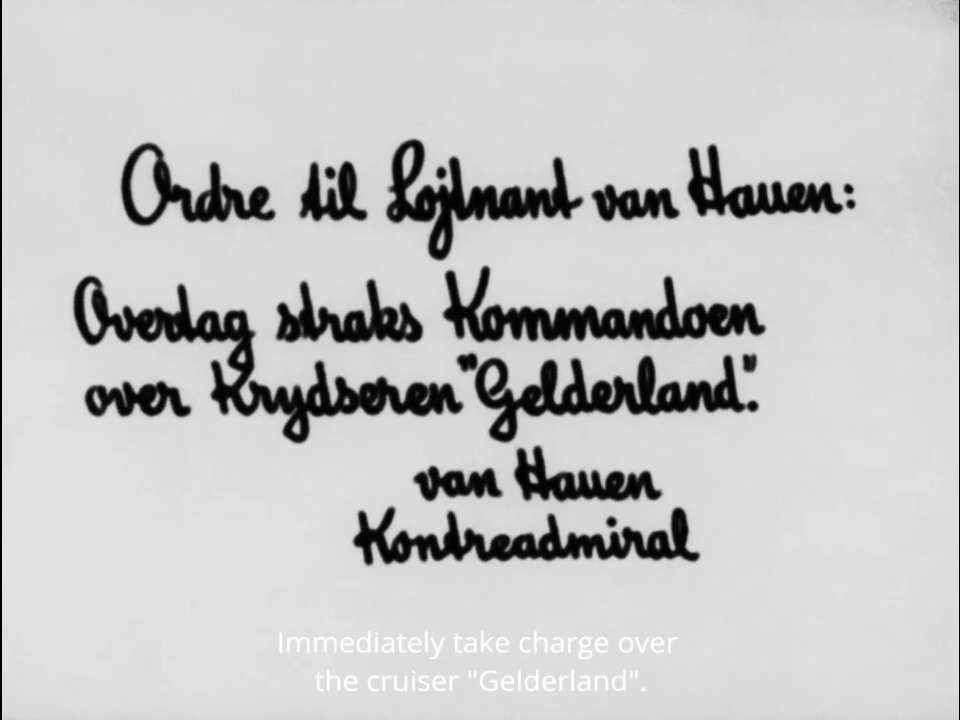 Ordre til Løjtnant van Hauen:
Overtag straks Kommandoen
over Krydseren "Gelderland".
van Hauen
Kontreadmiral
Immediately take charge over
the cruiser "Gelderland".